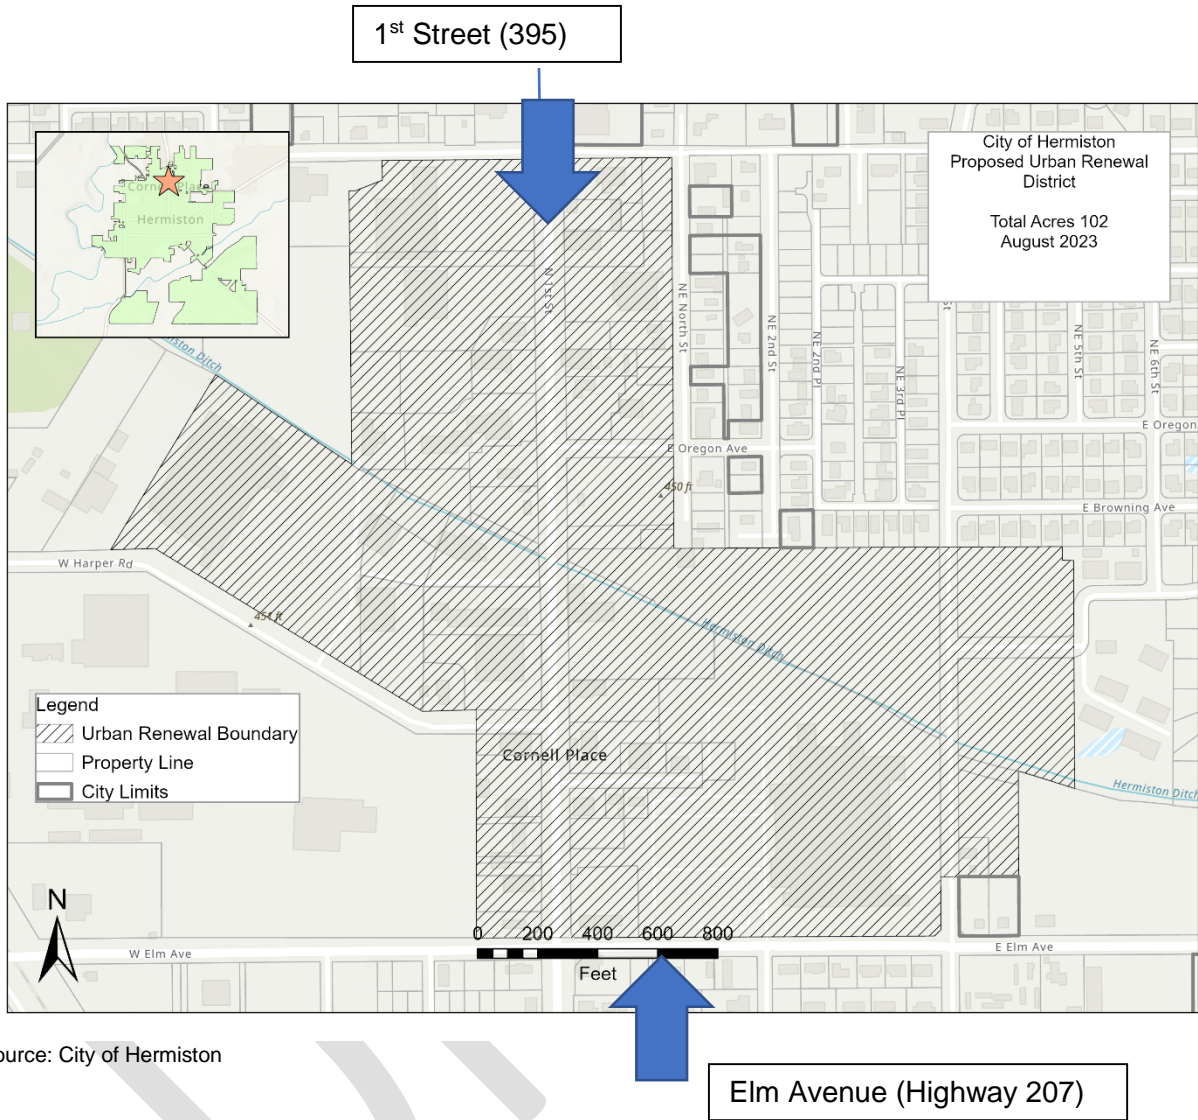 1st Street (395)
City of Hermiston
Proposed Urban Renewal
District
Total Acres 102
August 2023
Hermiston
N 1st St
NE North St
NE 2nd St
NE 2nd Pl
NE 3rd Pl
St
NE 5th St
NE 6th St
iston Ditch
E Oregon Ave
E Oregon
450 ft
E Browning Ave
W Harper Rd
451 ft
Hermiston Ditch
Legend
Urban Renewal Boundary
Property Line
City Limits
Cornell Place
Hermiston Ditch
N
0 200 400 600 800
Feet
W Elm Ave
E Elm Ave
ource: City of Hermiston
Elm Avenue (Highway 207)